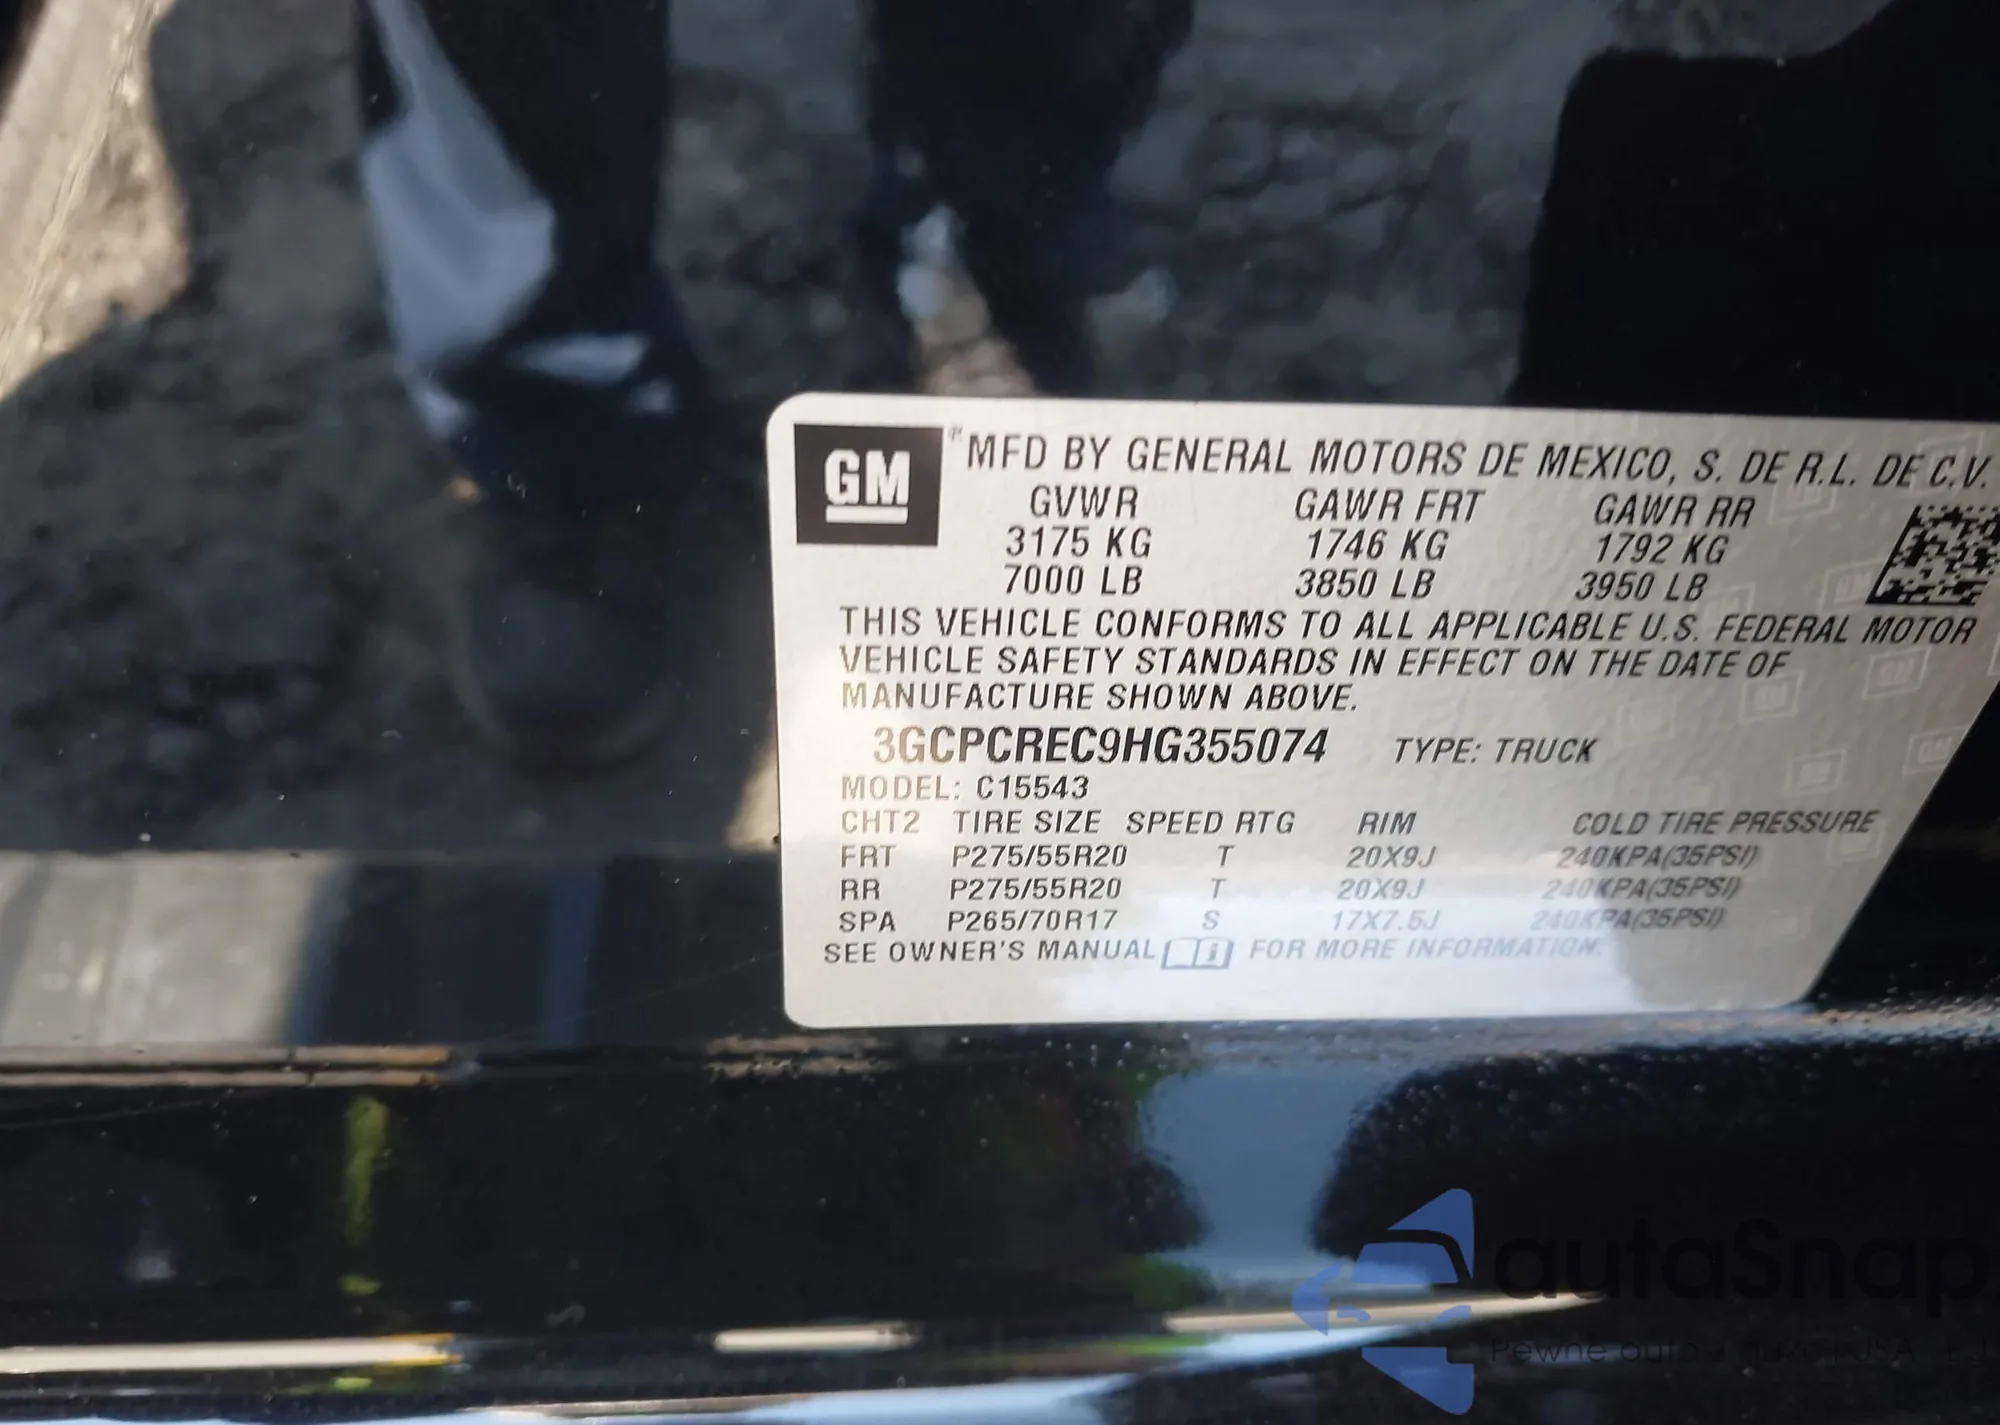 GM
® MFD BY GENERAL MOTORS DE MEXICO, S. DE R.L. DE C.V.
GVWR GAWR FRT GAWR RR
3175 KG 1746 KG 1792 KG
7000 LB 3850 LB 3950 LB
THIS VEHICLE CONFORMS TO ALL APPLICABLE U.S. FEDERAL MOTOR
VEHICLE SAFETY STANDARDS IN EFFECT ON THE DATE OF
MANUFACTURE SHOWN ABOVE.
3GCPCREC9HG355074 TYPE: TRUCK
MODEL: C15543
CHT2 TIRE SIZE SPEED RTG RIM COLD TIRE PRESSURE
FRT P275/55R20 T 20X9J 240KPA(35PSI)
RR P275/55R20 T 20X9J 240KPA(35PSI)
SPA P265/70R17 S 17X7.5J 240KPA(35PSI)
SEE OWNER'S MANUAL FOR MORE INFORMATION.
autaSnap
Pewne auta z